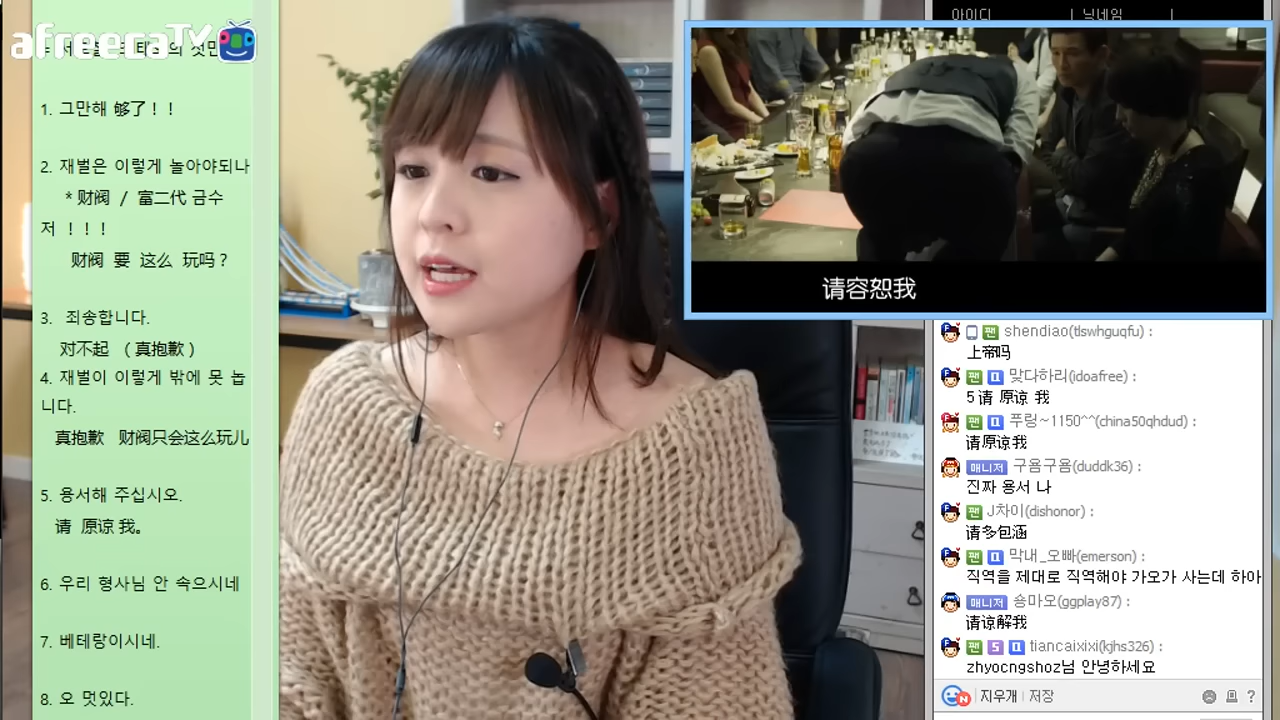 afreecaTV
1. 그만해 够了！！
2. 재벌은 이렇게 놀아야되나
* 财阀 / 富二代 금수
저 ！！！
财阀 要 这么 玩吗？
3. 죄송합니다.
对不起 （真抱歉）
4. 재벌이 이렇게 밖에 못 놉
니다.
真抱歉 财阀只会这么玩儿
5. 용서해 주십시오.
请 原谅 我。
6. 우리 형사님 안 속으시네
7. 베테랑이시네.
8. 오 멋있다.
请容恕我
아이디 | 닉네임 |
팬 shendiao(tlswhguqfu) :
上帝吗
팬 맞다하리(idoafree) :
5 请 原谅 我
팬 푸링~1150^^(china50qhdud) :
请原谅我
매니저 구욤구욤(duddk36) :
진짜 용서 나
팬 J차이(dishonor) :
请多包涵
팬 막내_오빠(emerson) :
직역을 제대로 직역해야 가오가 사는데 하아
매니저 숑마오(ggplay87) :
请谅解我
팬 S tiancaixixi(kjhs326) :
zhyocngshoz님 안녕하세요
N 지우개 | 저장 ?